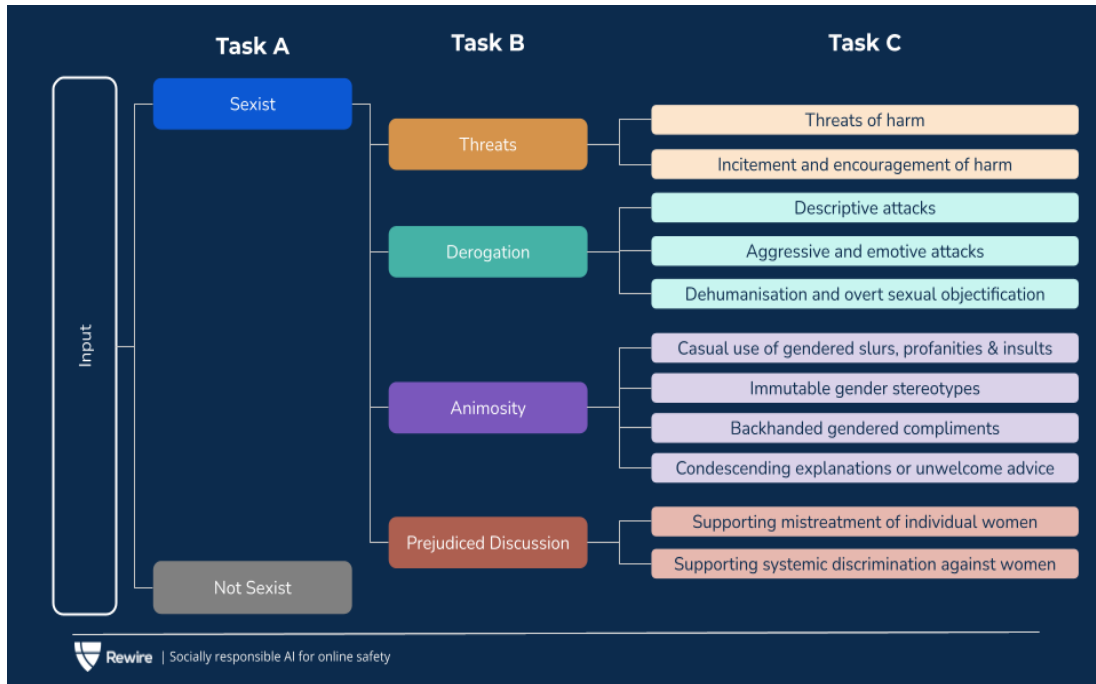 Task A
Task B
Task C
Input
Sexist
Not Sexist
Threats
Derogation
Animosity
Prejudiced Discussion
Threats of harm
Incitement and encouragement of harm
Descriptive attacks
Aggressive and emotive attacks
Dehumanisation and overt sexual objectification
Casual use of gendered slurs, profanities & insults
Immutable gender stereotypes
Backhanded gendered compliments
Condescending explanations or unwelcome advice
Supporting mistreatment of individual women
Supporting systemic discrimination against women
Rewire | Socially responsible AI for online safety